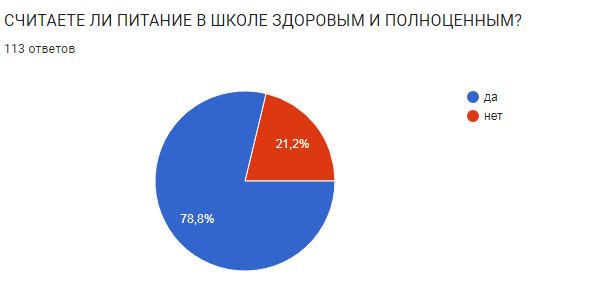 СЧИТАЕТЕ ЛИ ПИТАНИЕ В ШКОЛЕ ЗДОРОВЫМ И ПОЛНОЦЕННЫМ?
113 ответов
да
нет
21,2%
78,8%